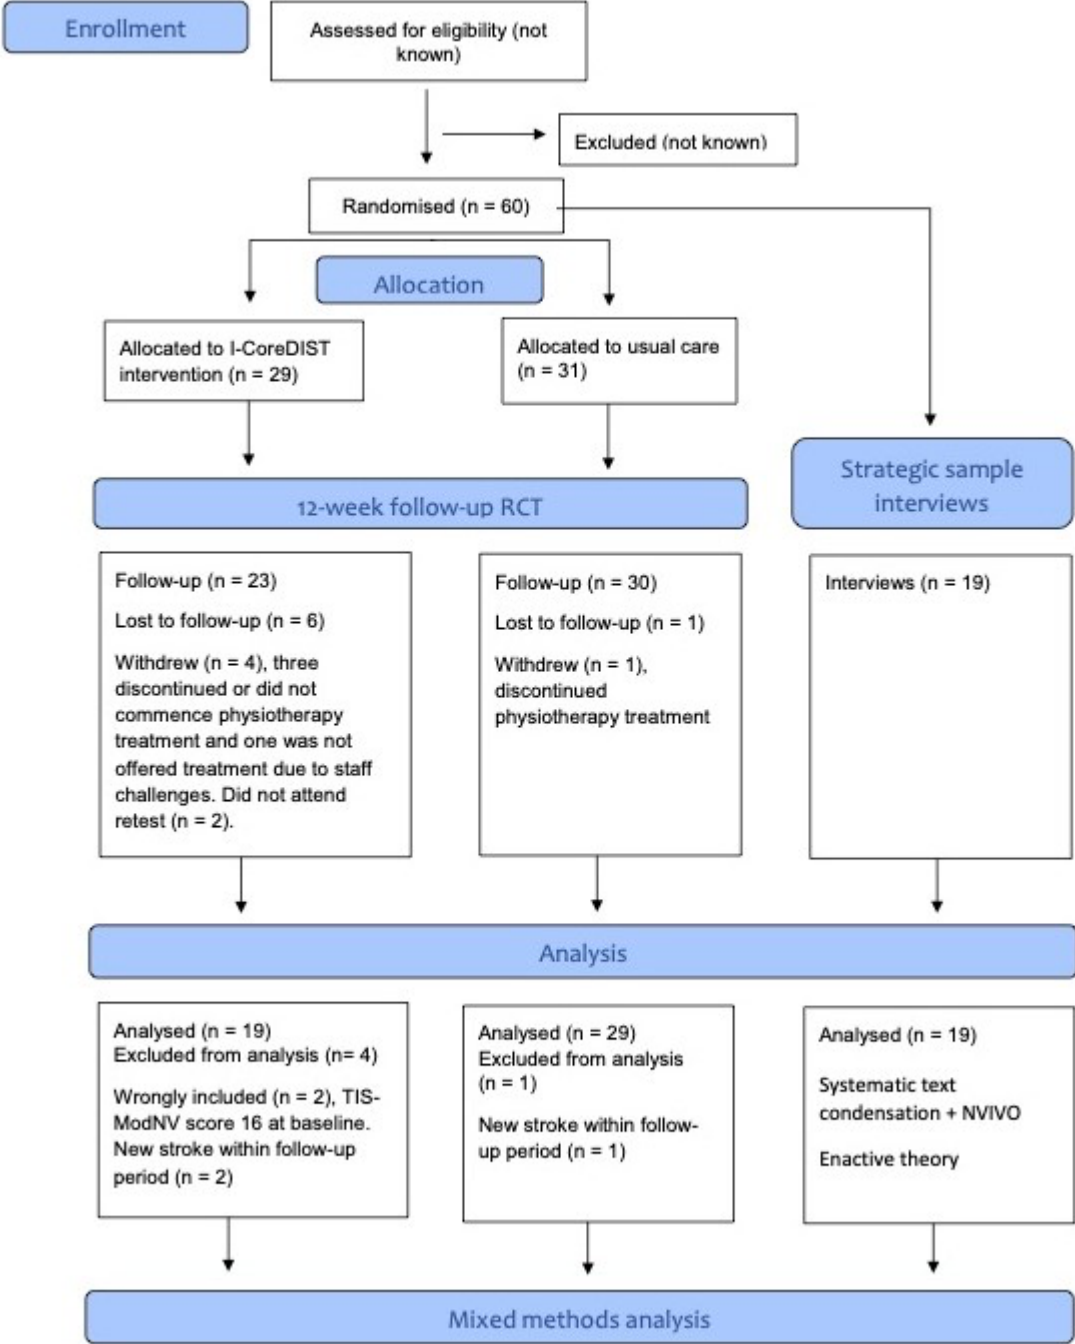 Enrollment
Assessed for eligibility (not
known)
Excluded (not known)
Randomised (n = 60)
Allocation
Allocated to I-CoreDIST
intervention (n = 29)
Allocated to usual care
(n = 31)
12-week follow-up RCT
Strategic sample
interviews
Follow-up (n = 23)
Lost to follow-up (n = 6)
Withdrew (n = 4), three
discontinued or did not
commence physiotherapy
treatment and one was not
offered treatment due to staff
challenges. Did not attend
retest (n = 2).
Follow-up (n = 30)
Lost to follow-up (n = 1)
Withdrew (n = 1),
discontinued
physiotherapy treatment
Interviews (n = 19)
Analysis
Analysed (n = 19)
Excluded from analysis (n= 4)
Wrongly included (n = 2), TIS-
ModNV score 16 at baseline.
New stroke within follow-up
period (n = 2)
Analysed (n = 29)
Excluded from analysis
(n = 1)
New stroke within follow-
up period (n = 1)
Analysed (n = 19)
Systematic text
condensation + NVIVO
Enactive theory
Mixed methods analysis